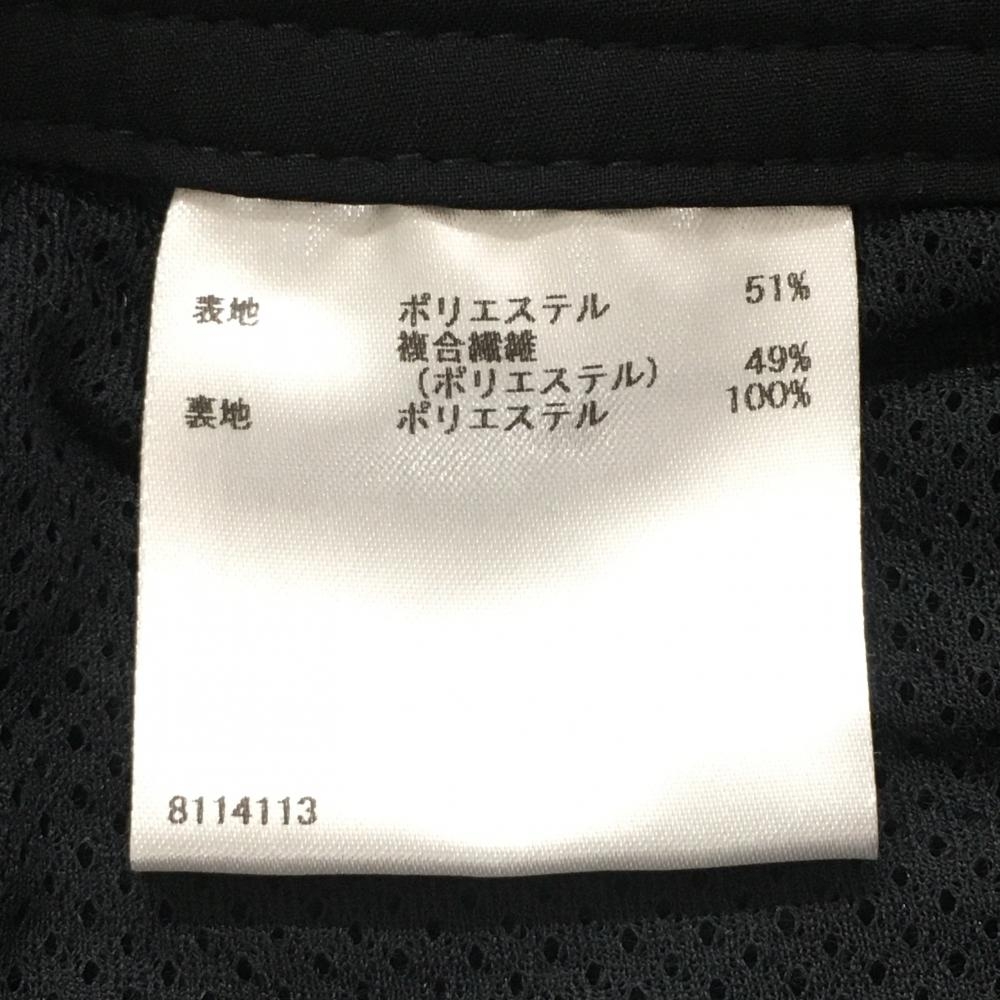 表地 ポリエステル 51%
複合繊維
(ポリエステル) 49%
裏地 ポリエステル 100%
8114113